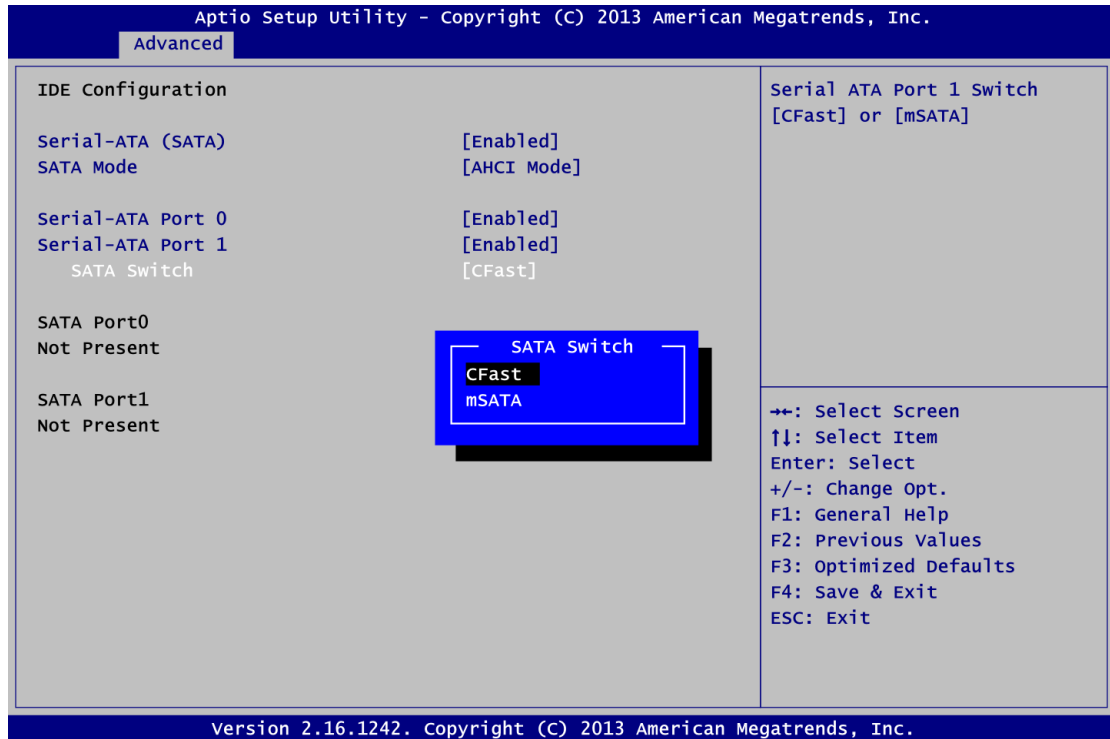 Aptio Setup Utility – Copyright (C) 2013 American Megatrends, Inc.
Advanced
IDE Configuration
Serial-ATA (SATA) [Enabled]
SATA Mode [AHCI Mode]
Serial-ATA Port 0 [Enabled]
Serial-ATA Port 1 [Enabled]
SATA Switch [CFast]
SATA Port0
Not Present
SATA Port1
Not Present
SATA Switch
CFast
mSATA
Serial ATA Port 1 Switch
[CFast] or [mSATA]
→←: Select Screen
↑↓: Select Item
Enter: Select
+/-: Change Opt.
F1: General Help
F2: Previous Values
F3: Optimized Defaults
F4: Save & Exit
ESC: Exit
Version 2.16.1242. Copyright (C) 2013 American Megatrends, Inc.